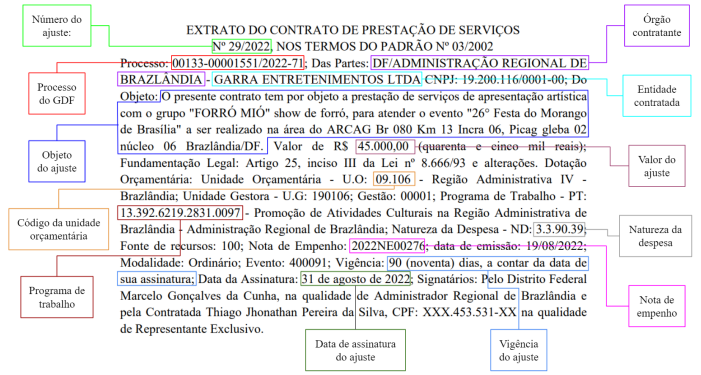 Número do
ajuste:
Processo
do GDF
Objeto
do ajuste
Código da unidade
orçamentária
Programa de
trabalho
EXTRATO DO CONTRATO DE PRESTAÇÃO DE SERVIÇOS
Nº 29/2022, NOS TERMOS DO PADRÃO Nº 03/2002
Processo: 00133-00001551/2022-71; Das Partes: DF/ADMINISTRAÇÃO REGIONAL DE
BRAZLÂNDIA - GARRA ENTRETENIMENTOS LTDA CNPJ: 19.200.116/0001-00; Do
Objeto: O presente contrato tem por objeto a prestação de serviços de apresentação artística
com o grupo "FORRÓ MIÓ" show de forró, para atender o evento "26° Festa do Morango
de Brasília" a ser realizado na área do ARCAG Br 080 Km 13 Incra 06, Picag gleba 02
núcleo 06 Brazlândia/DF. Valor de R$ 45.000,00 (quarenta e cinco mil reais);
Fundamentação Legal: Artigo 25, inciso III da Lei nº 8.666/93 e alterações. Dotação
Orçamentária: Unidade Orçamentária - U.O: 09.106 - Região Administrativa IV -
Brazlândia; Unidade Gestora - U.G: 190106; Gestão: 00001; Programa de Trabalho - PT:
13.392.6219.2831.0097 - Promoção de Atividades Culturais na Região Administrativa de
Brazlândia - Administração Regional de Brazlândia; Natureza da Despesa - ND: 3.3.90.39;
Fonte de recursos: 100; Nota de Empenho: 2022NE00276; data de emissão: 19/08/2022;
Modalidade: Ordinário; Evento: 400091; Vigência: 90 (noventa) dias, a contar da data de
sua assinatura; Data da Assinatura: 31 de agosto de 2022; Signatários: Pelo Distrito Federal
Marcelo Gonçalves da Cunha, na qualidade de Administrador Regional de Brazlândia e
pela Contratada Thiago Jhonathan Pereira da Silva, CPF: XXX.453.531-XX na qualidade
de Representante Exclusivo.
Órgão
contratante
Entidade
contratada
Valor do
ajuste
Natureza da
despesa
Nota de
empenho
Data de assinatura
do ajuste
Vigência
do ajuste